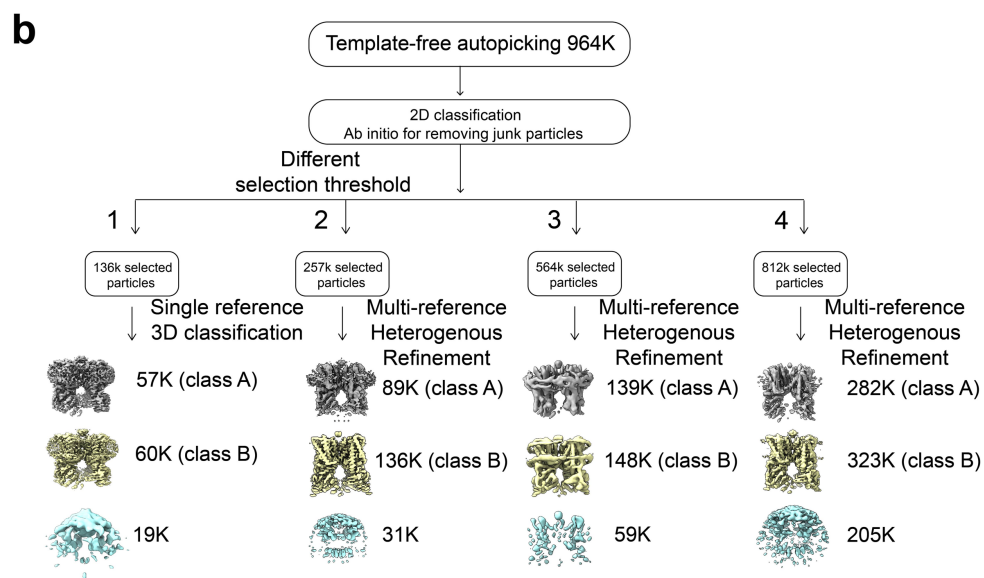 b
Template-free autopicking 964K
2D classification
Ab initio for removing junk particles
Different
selection threshold
1
2
3
4
136k selected
particles
257k selected
particles
564k selected
particles
812k selected
particles
Single reference
3D classification
Multi-reference
Heterogenous
Refinement
Multi-reference
Heterogenous
Refinement
Multi-reference
Heterogenous
Refinement
57K (class A)
89K (class A)
139K (class A)
282K (class A)
60K (class B)
136K (class B)
148K (class B)
323K (class B)
19K
31K
59K
205K